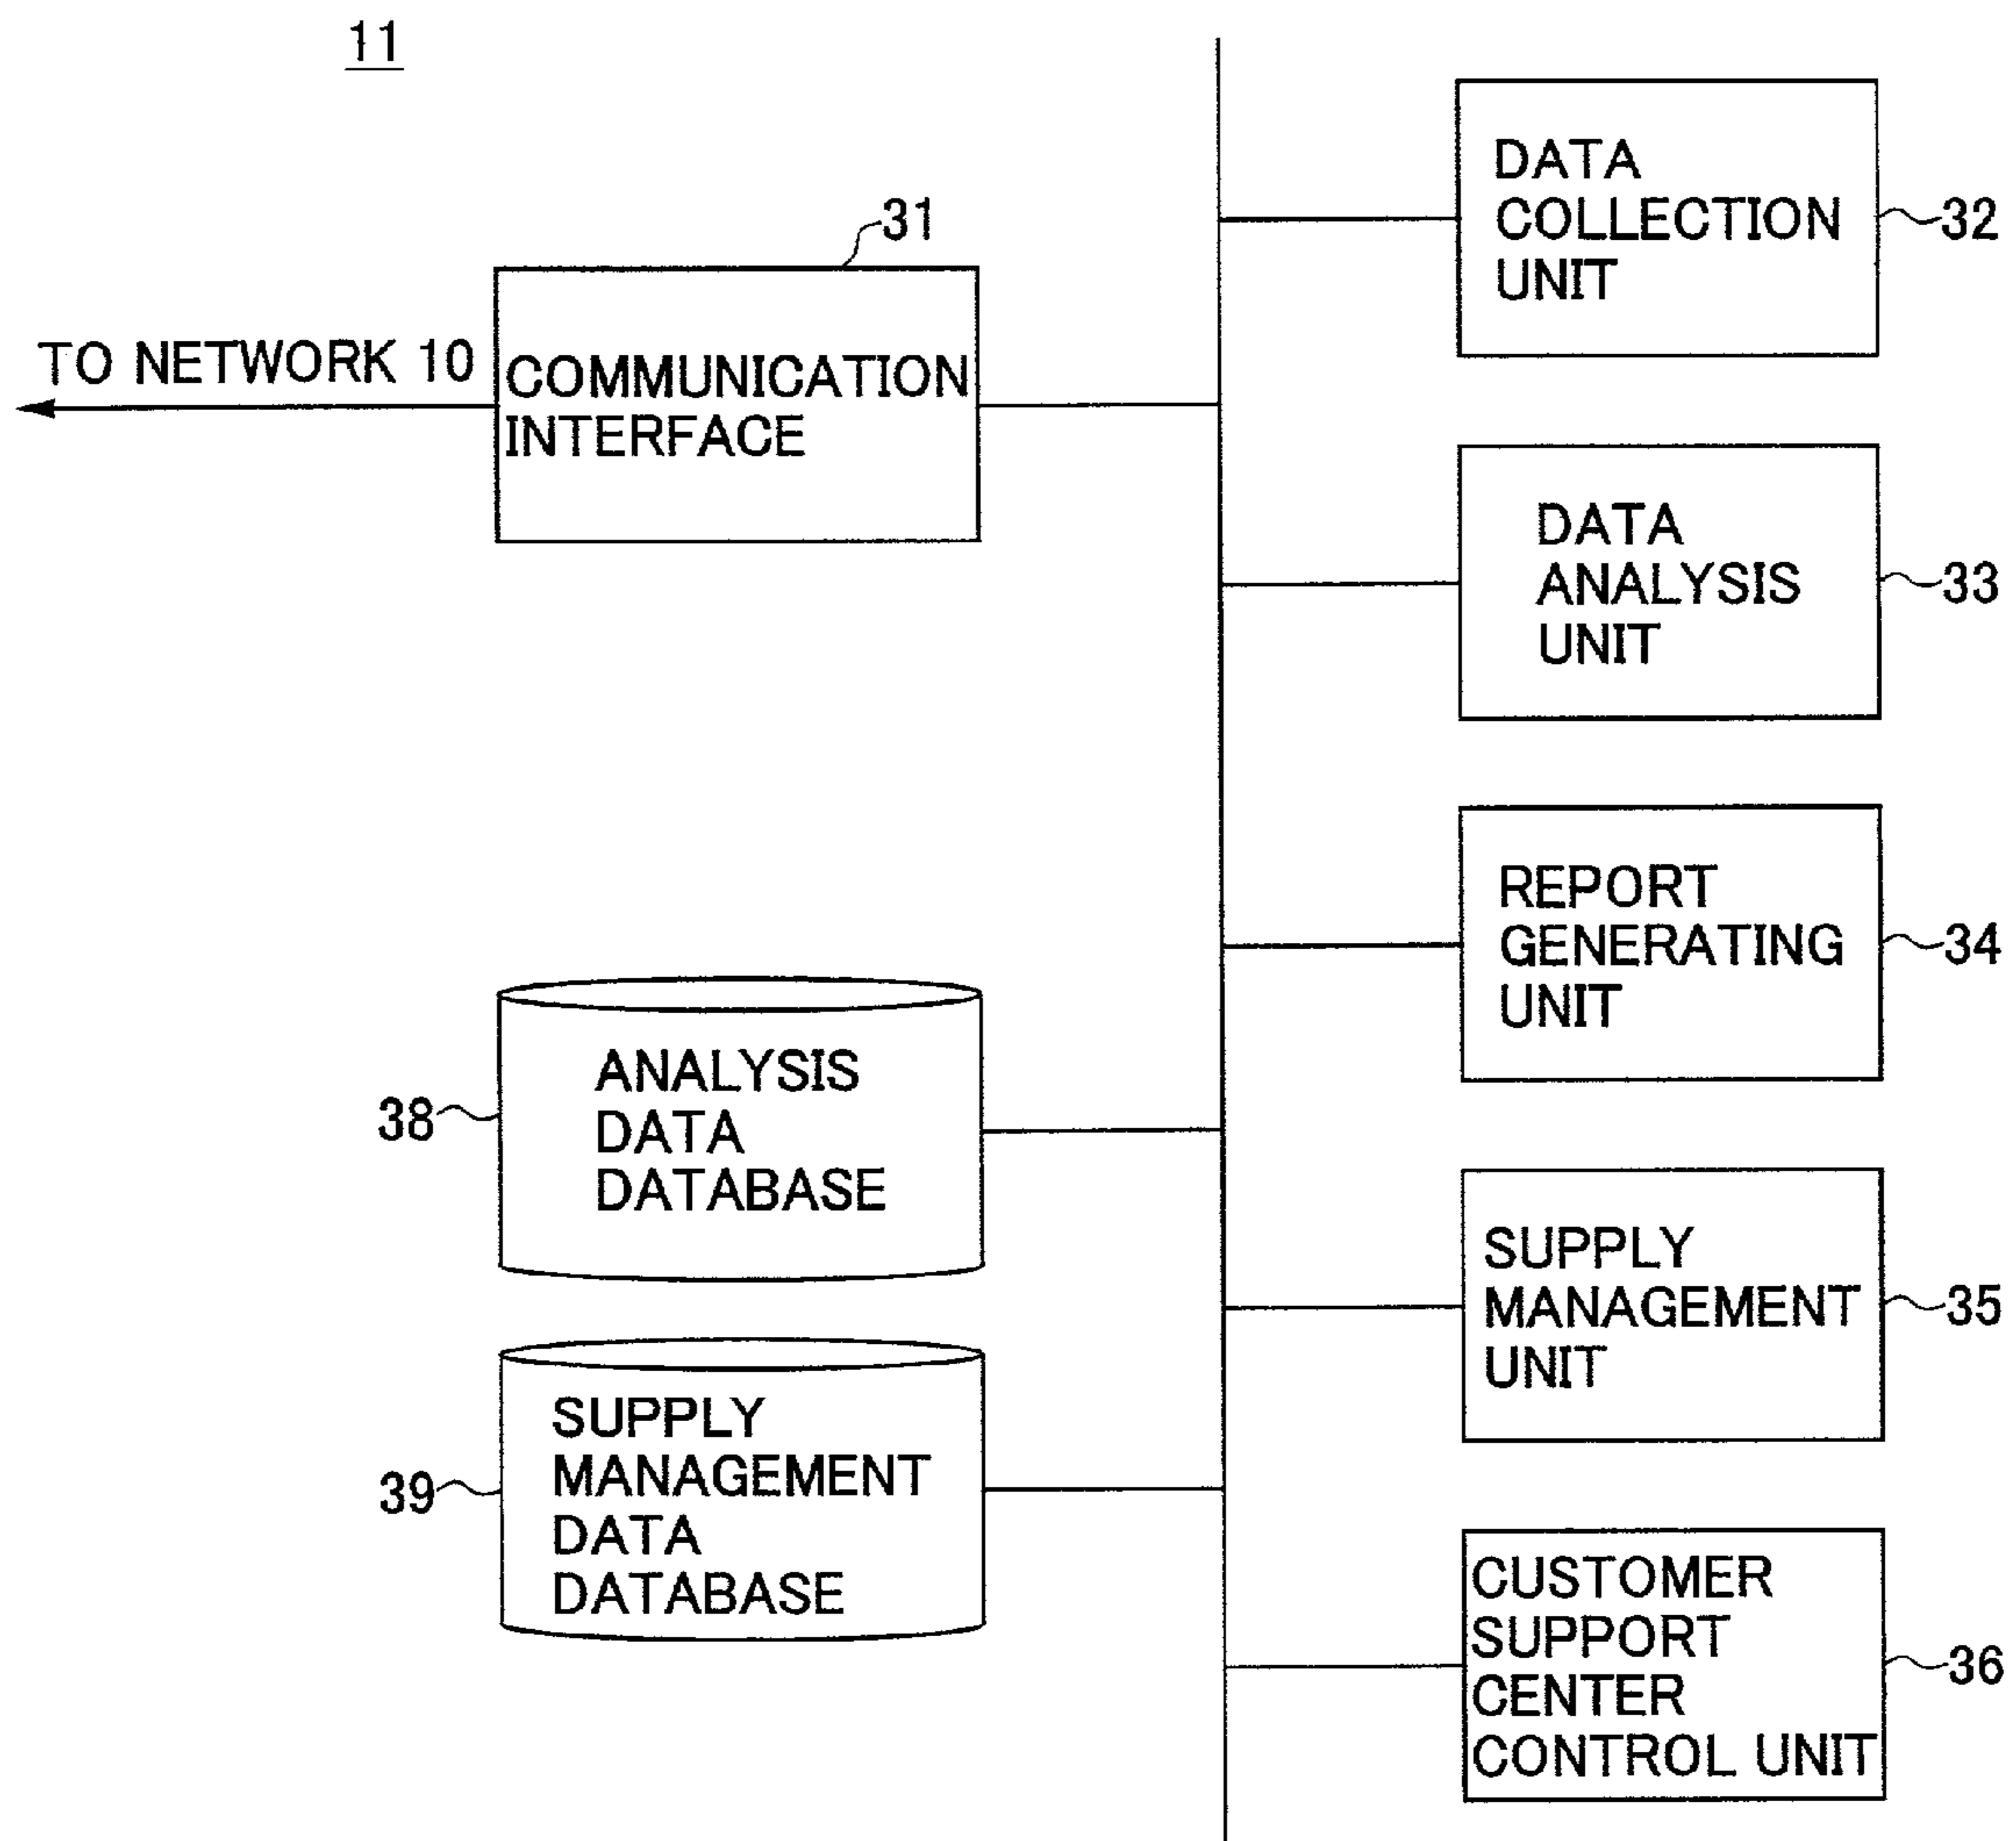 11
31
TO NETWORK 10
COMMUNICATION
INTERFACE
DATA
COLLECTION
UNIT
32
DATA
ANALYSIS
UNIT
33
REPORT
GENERATING
UNIT
34
38
ANALYSIS
DATA
DATABASE
SUPPLY
MANAGEMENT
UNIT
35
39
SUPPLY
MANAGEMENT
DATA
DATABASE
CUSTOMER
SUPPORT
CENTER
CONTROL UNIT
36